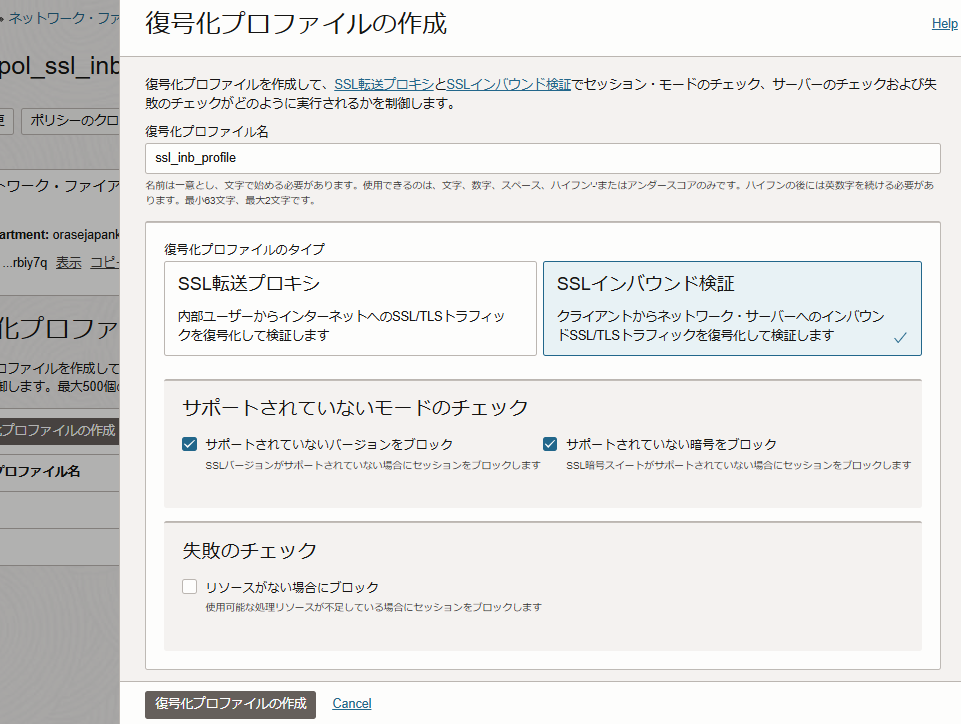 ネットワーク・ファ
復号化プロファイルの作成
Help
pol_ssl_inb
復号化プロファイルを作成して、SSL転送プロキシとSSLインバウンド検証でセッション・モードのチェック、サーバーのチェックおよび失
敗のチェックがどのように実行されるかを制御します。
更
ポリシーのクロ
復号化プロファイル名
ssl_inb_profile
名前は一意とし、文字で始める必要があります。使用できるのは、文字、数字、スペース、ハイフン'-'またはアンダースコアのみです。ハイフンの後には英数字を続ける必要があ
ります。最小63文字、最大2文字です。
トワーク・ファイア
artment: orasejapank
...rbiy7q 表示 コピー
復号化プロファイルのタイプ
SSL転送プロキシ
内部ユーザーからインターネットへのSSL/TLSトラフィッ
クを復号化して検証します
SSLインバウンド検証
クライアントからネットワーク・サーバーへのインバウン
ドSSL/TLSトラフィックを復号化して検証します
化プロファ
ロファイルを作成して
御します。最大500個の
サポートされていないモードのチェック
サポートされていないバージョンをブロック
SSLバージョンがサポートされていない場合にセッションをブロックします
サポートされていない暗号をブロック
SSL暗号スイートがサポートされていない場合にセッションをブロックします
化プロファイルの作成
プロファイル名
失敗のチェック
リソースがない場合にブロック
使用可能な処理リソースが不足している場合にセッションをブロックします
復号化プロファイルの作成
Cancel